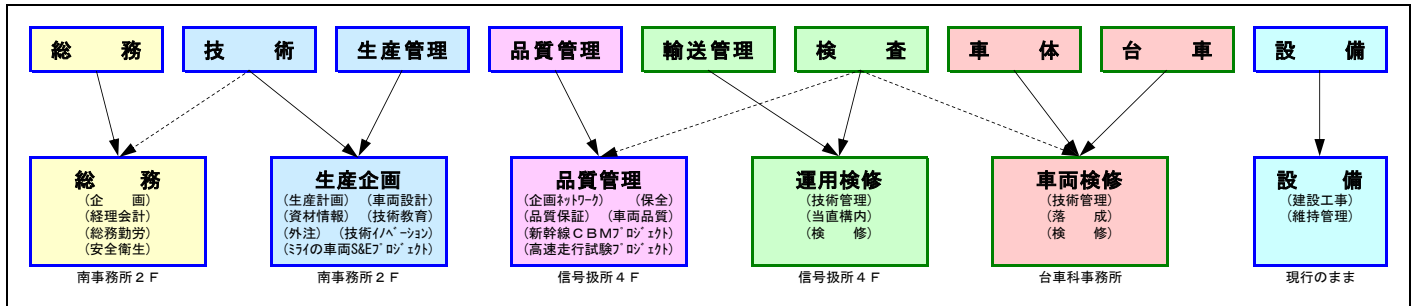 総　務　技　術　生産管理　品質管理　輸送管理　検　査　車　体　台　車　設　備
総　務
(企　画)
(経理会計)
(総務勤労)
(安全衛生)
南事務所２Ｆ
生産企画
(生産計画)　(車両設計)
(資材情報)　(技術教育)
(外注)　(技術ｲﾉﾍﾞｰｼｮﾝ)
(ﾐﾗｲの車両S&Eﾌﾟﾛｼﾞｪｸﾄ)
南事務所２Ｆ
品質管理
(企画ﾈｯﾄﾜｰｸ)　(保全)
(品質保証)　(車両品質)
(新幹線ＣＢＭﾌﾟﾛｼﾞｪｸﾄ)
(高速走行試験ﾌﾟﾛｼﾞｪｸﾄ)
信号扱所４Ｆ
運用検修
(技術管理)
(当直構内)
(検　修)
信号扱所４Ｆ
車両検修
(技術管理)
(落　成)
(検　修)
台車科事務所
設　備
(建設工事)
(維持管理)
現行のまま